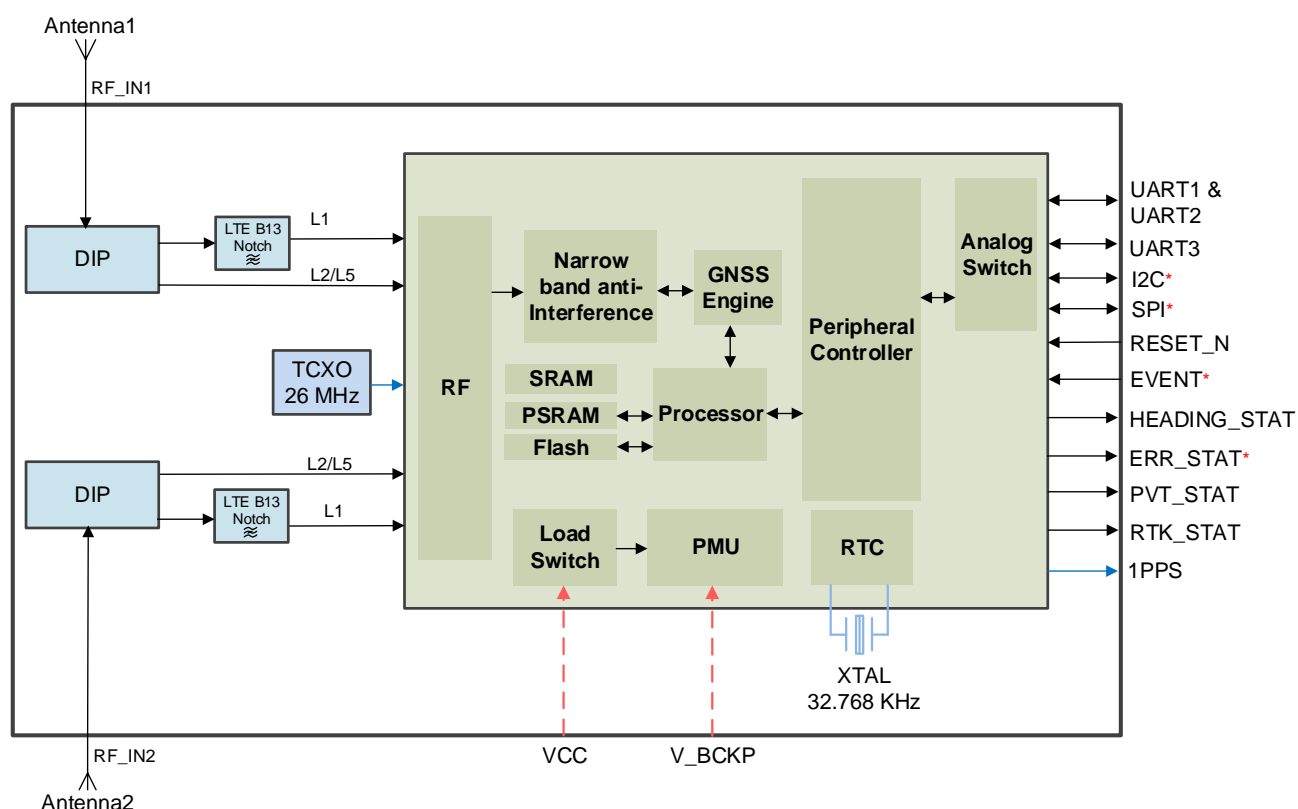 Antenna1
RF_IN1
LTE B13
Notch
L1
DIP
L2/L5
TCXO
26 MHz
L2/L5
DIP
LTE B13
Notch
L1
RF_IN2
Antenna2
RF
Narrow
band anti-
Interference
GNSS
Engine
SRAM
PSRAM
Flash
Processor
Peripheral
Controller
Analog
Switch
Load
Switch
PMU
RTC
XTAL
32.768 KHz
VCC
V_BCKP
UART1 &
UART2
UART3
I2C*
SPI*
RESET_N
EVENT*
HEADING_STAT
ERR_STAT*
PVT_STAT
RTK_STAT
1PPS